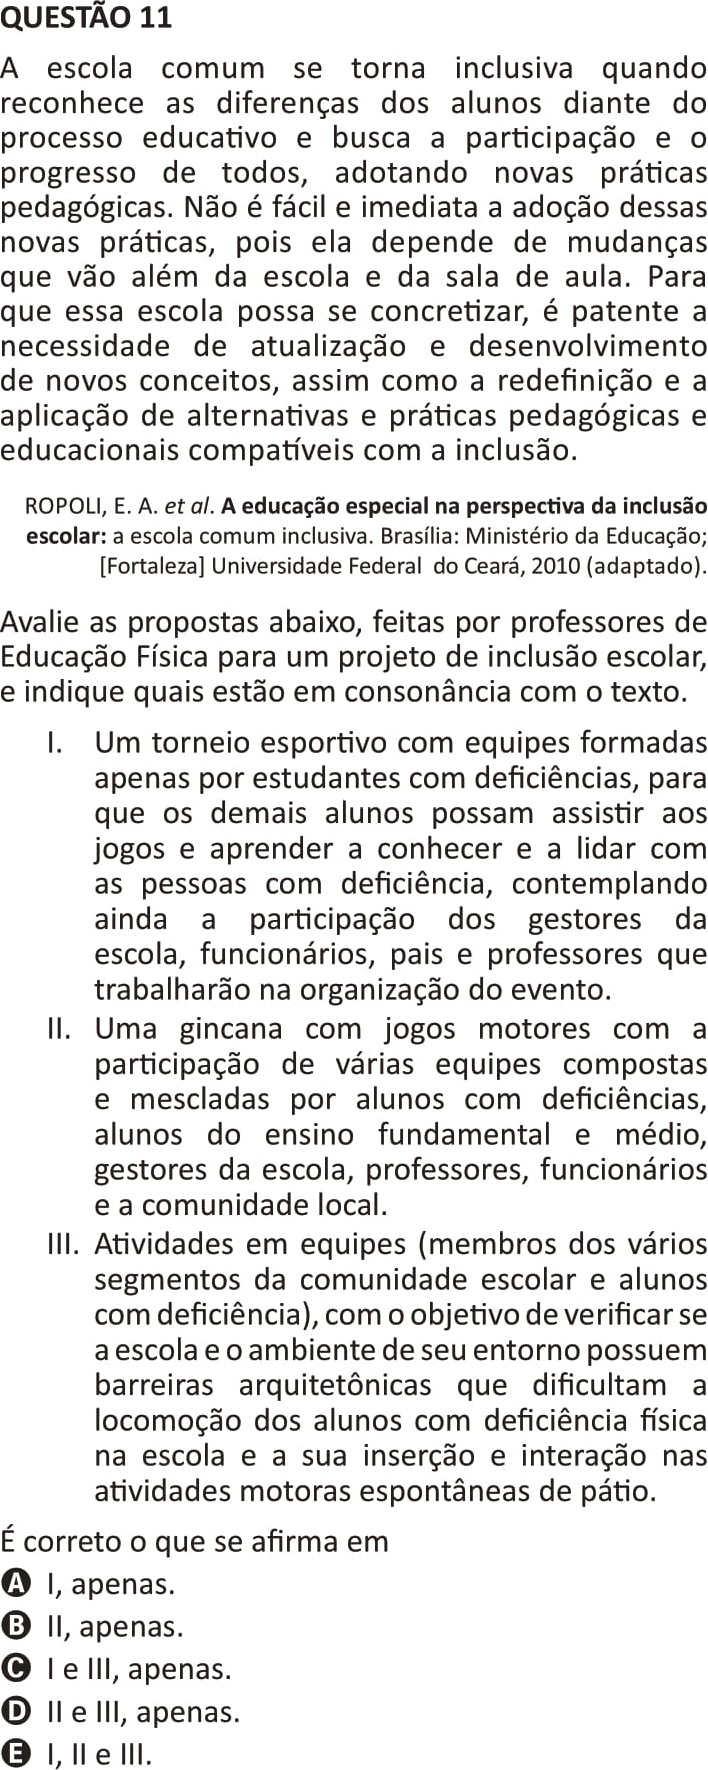 QUESTÃO 11
A escola comum se torna inclusiva quando
reconhece as diferenças dos alunos diante do
processo educativo e busca a participação e o
progresso de todos, adotando novas práticas
pedagógicas. Não é fácil e imediata a adoção dessas
novas práticas, pois ela depende de mudanças
que vão além da escola e da sala de aula. Para
que essa escola possa se concretizar, é patente a
necessidade de atualização e desenvolvimento
de novos conceitos, assim como a redefinição e a
aplicação de alternativas e práticas pedagógicas e
educacionais compatíveis com a inclusão.
ROPOLI, E. A. et al. A educação especial na perspectiva da inclusão
escolar: a escola comum inclusiva. Brasília: Ministério da Educação;
[Fortaleza] Universidade Federal do Ceará, 2010 (adaptado).
Avalie as propostas abaixo, feitas por professores de
Educação Física para um projeto de inclusão escolar,
e indique quais estão em consonância com o texto.
I. Um torneio esportivo com equipes formadas
apenas por estudantes com deficiências, para
que os demais alunos possam assistir aos
jogos e aprender a conhecer e a lidar com
as pessoas com deficiência, contemplando
ainda a participação dos gestores da
escola, funcionários, pais e professores que
trabalharão na organização do evento.
II. Uma gincana com jogos motores com a
participação de várias equipes compostas
e mescladas por alunos com deficiências,
alunos do ensino fundamental e médio,
gestores da escola, professores, funcionários
e a comunidade local.
III. Atividades em equipes (membros dos vários
segmentos da comunidade escolar e alunos
com deficiência), com o objetivo de verificar se
a escola e o ambiente de seu entorno possuem
barreiras arquitetônicas que dificultam a
locomoção dos alunos com deficiência física
na escola e a sua inserção e interação nas
atividades motoras espontâneas de pátio.
É correto o que se afirma em
A I, apenas.
B II, apenas.
C I e III, apenas.
D II e III, apenas.
E I, II e III.